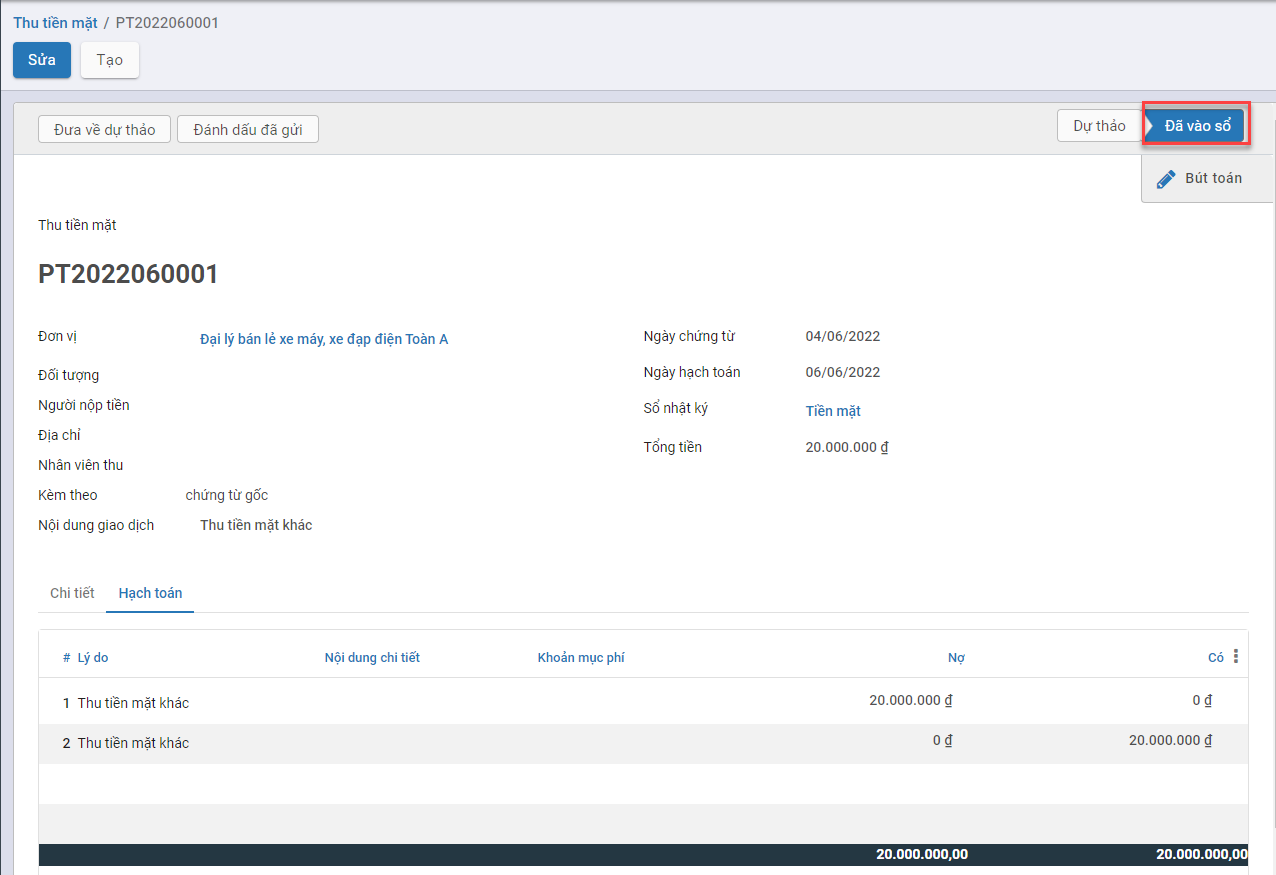 Thu tiền mặt / PT2022060001
Sửa Tạo
Đưa về dự thảo Đánh dấu đã gửi Dự thảo Đã vào sổ
Bút toán
Thu tiền mặt
PT2022060001
Đơn vị Đại lý bán lẻ xe máy, xe đạp điện Toàn A Ngày chứng từ 04/06/2022
Đối tượng Ngày hạch toán 06/06/2022
Người nộp tiền Sổ nhật ký Tiền mặt
Địa chỉ Tổng tiền 20.000.000 ₫
Nhân viên thu
Kèm theo chứng từ gốc
Nội dung giao dịch Thu tiền mặt khác
Chi tiết Hạch toán
# Lý do Nội dung chi tiết Khoản mục phí Nợ Có
1 Thu tiền mặt khác 20.000.000 ₫ 0 ₫
2 Thu tiền mặt khác 0 ₫ 20.000.000 ₫
20.000.000,00 20.000.000,00